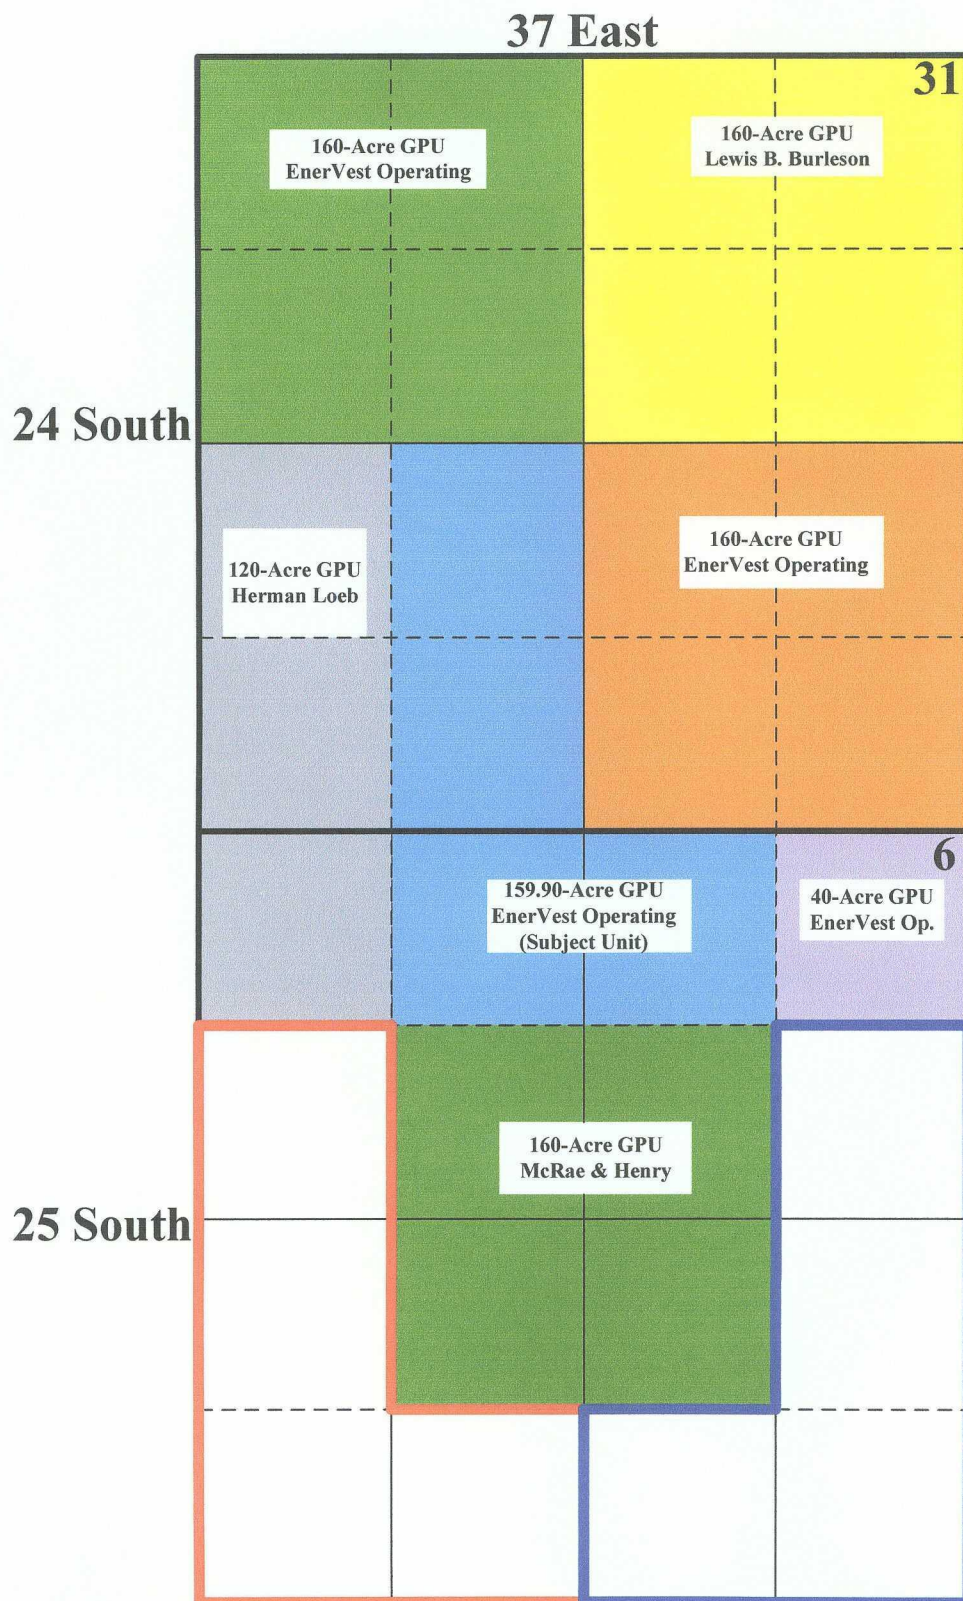 37 East
31
160-Acre GPU
EnerVest Operating
160-Acre GPU
Lewis B. Burleson
24 South
120-Acre GPU
Herman Loeb
160-Acre GPU
EnerVest Operating
6
159.90-Acre GPU
EnerVest Operating
(Subject Unit)
40-Acre GPU
EnerVest Op.
160-Acre GPU
McRae & Henry
25 South